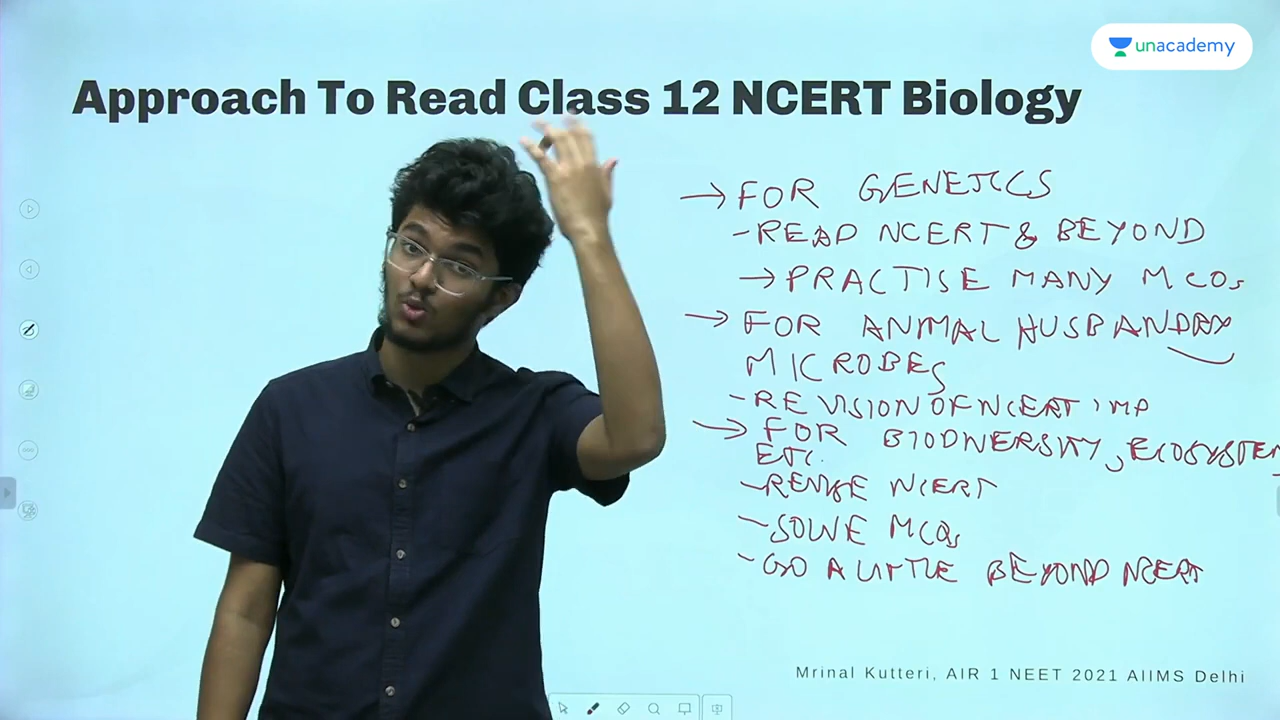 unacademy
Approach To Read Class 12 NCERT Biology
→ FOR GENETICS
- READ NCERT & BEYOND
→ PRACTISE MANY MCQs
→ FOR ANIMAL HUSBANDRY
MICROBES
- REVISION OF NCERT IMP
→ FOR BIODIVERSITY, ECOSYSTEM
ETC.
- REVISE NCERT
- SOLVE MCQs
- GO A LITTLE BEYOND NCERT
Mrinal Kutteri, AIR 1 NEET 2021 AIIMS Delhi